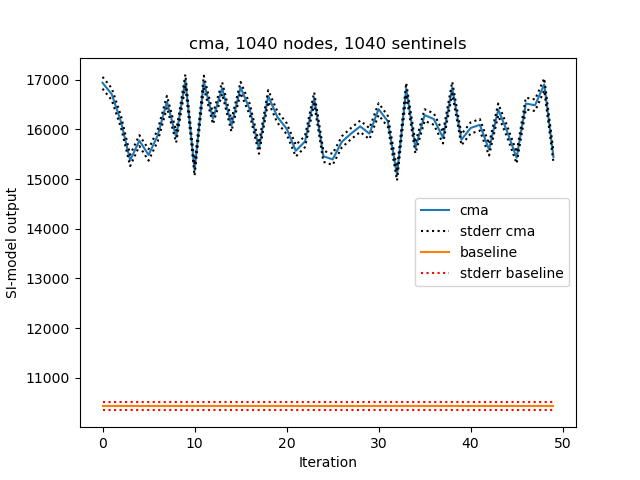 cma, 1040 nodes, 1040 sentinels
SI-model output
17000
16000
15000
14000
13000
12000
11000
cma
stderr cma
baseline
stderr baseline
0
10
20
30
40
50
Iteration